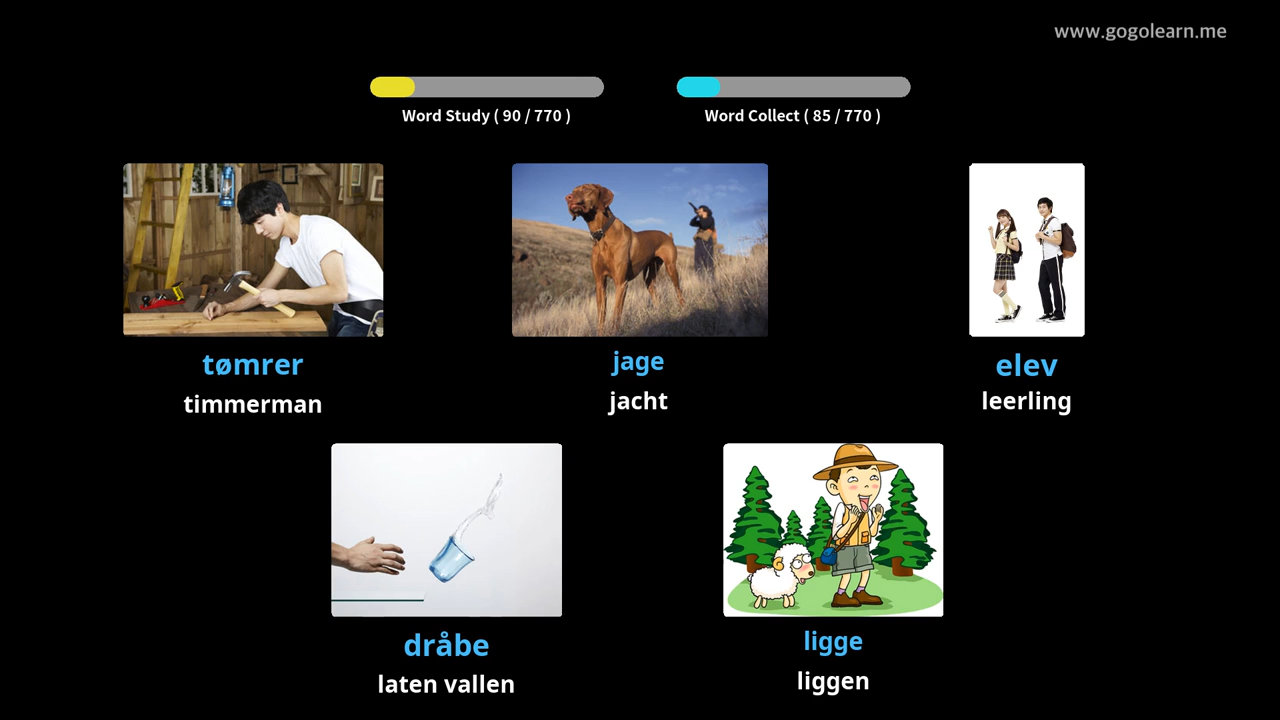 www.gogolearn.me
Word Study ( 90 / 770 )
Word Collect ( 85 / 770 )
tømrer
timmerman
jage
jacht
elev
leerling
dråbe
laten vallen
ligge
liggen